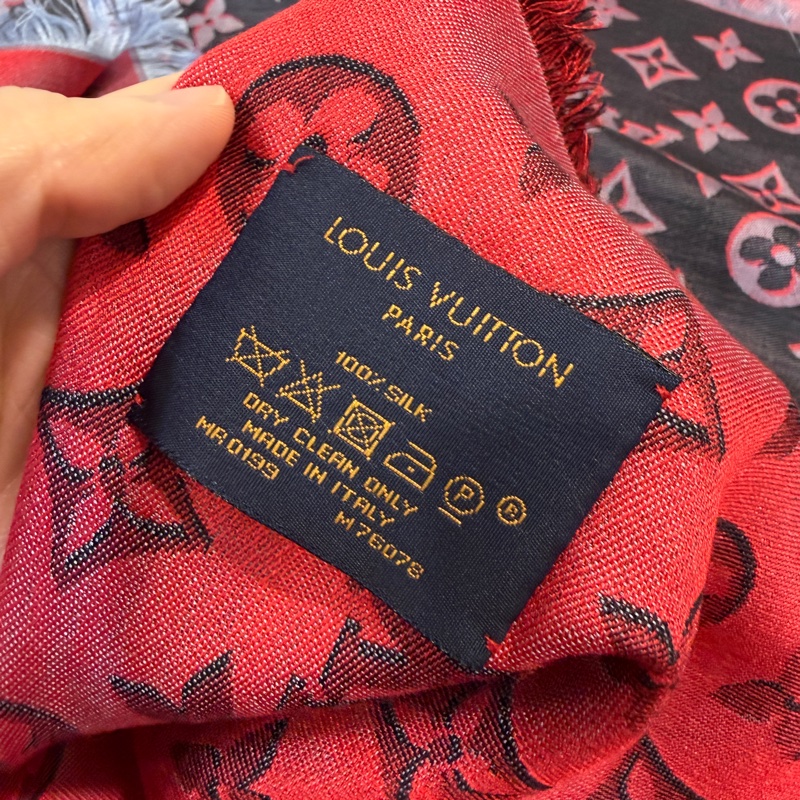 LOUIS VUITTON
PARIS
100% SILK
P P
DRY CLEAN ONLY
MADE IN ITALY
MR0199 M76078